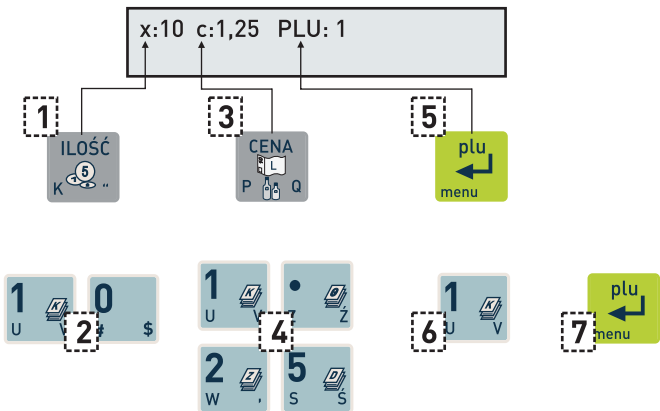 x:10 c:1,25 PLU: 1
1
3
5
ILOŚĆ
5
K "
CENA
L
P Q
plu
menu
1
K
U V
0
$
2
1
K
U V
•
O
Z Ź
4
2
Z
W ,
5
D
S Ś
1
K
U V
6
plu
menu
7